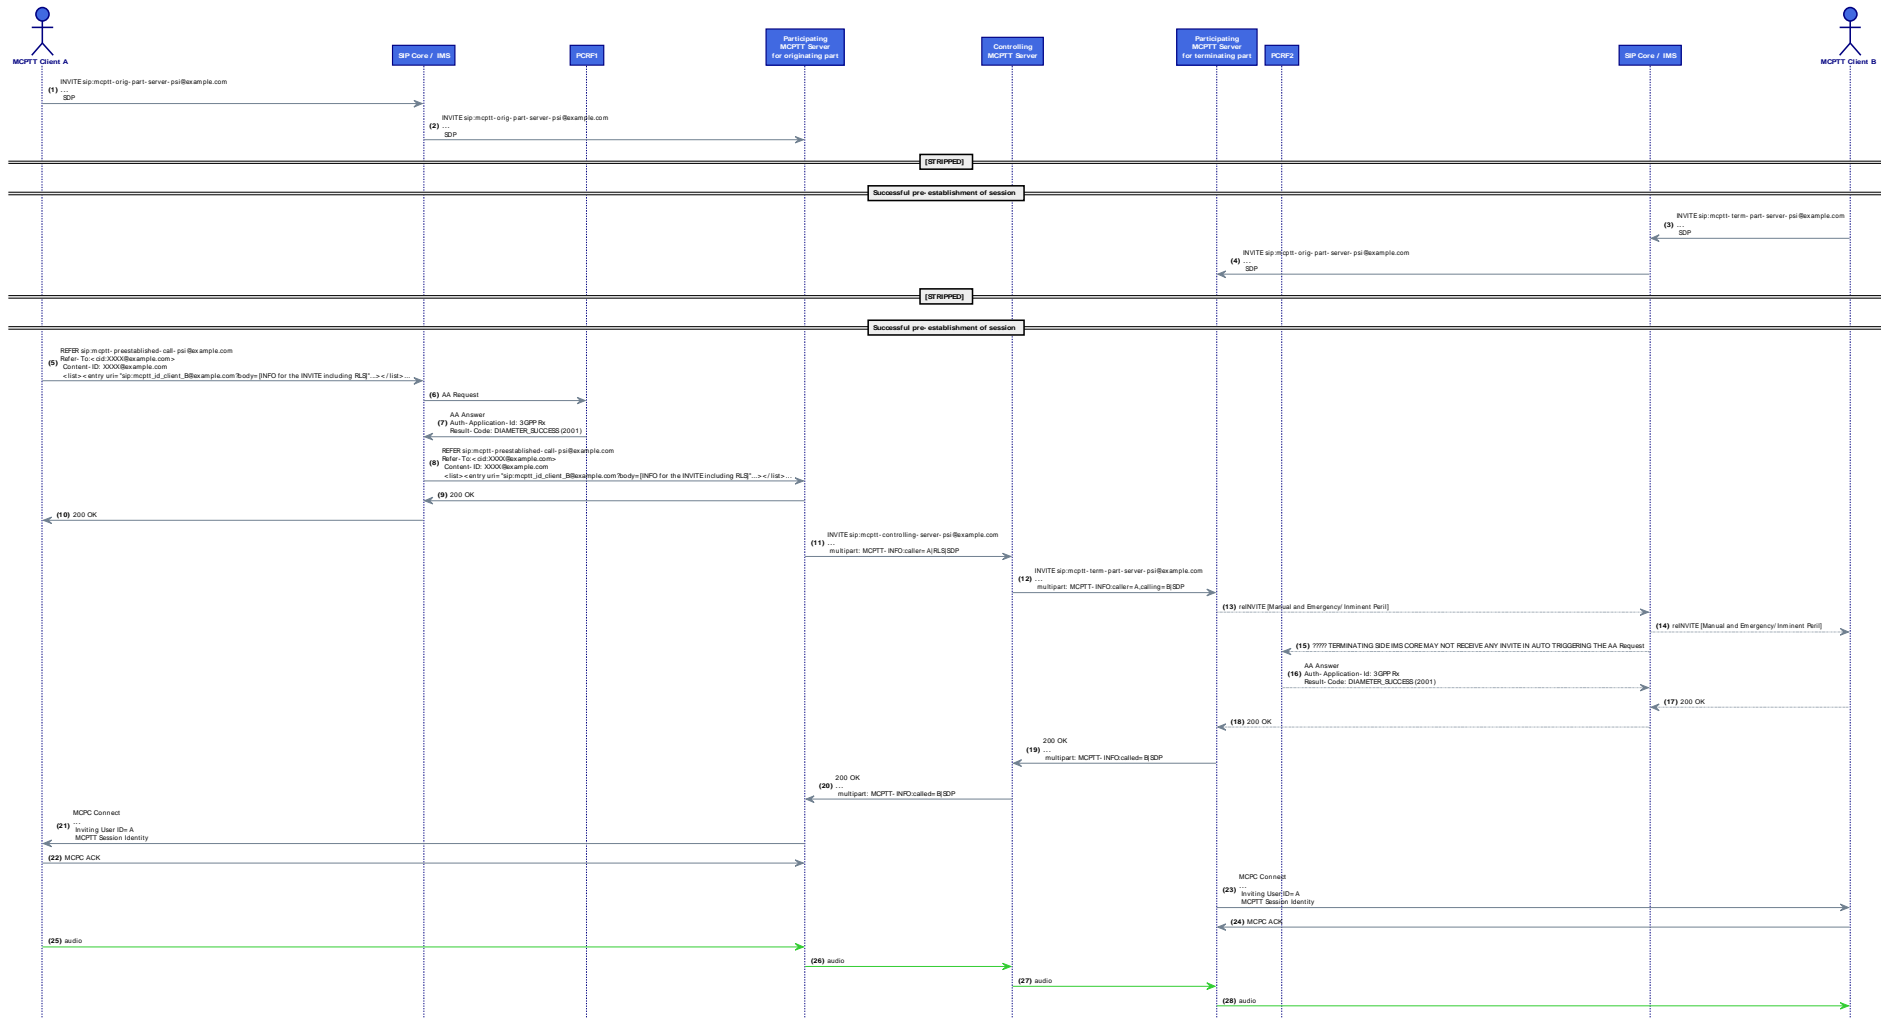 MCPTT Client A
SIP Core / IMS
PCRF1
Participating
MCPTT Server
for originating part
Controlling
MCPTT Server
Participating
MCPTT Server
for terminating part
PCRF2
SIP Core / IMS
MCPTT Client B
INVITE sip:mcptt-orig-part-server-psi@example.com
(1) ...
SDP
INVITE sip:mcptt-orig-part-server-psi@example.com
(2) ...
SDP
[STRIPPED]
Successful pre-establishment of session
INVITE sip:mcptt-term-part-server-psi@example.com
(3) ...
SDP
INVITE sip:mcptt-orig-part-server-psi@example.com
(4) ...
SDP
[STRIPPED]
Successful pre-establishment of session
REFER sip:mcptt-preestablished-call-psi@example.com
(5) Refer-To:<cid:XXXX@example.com>
Content-ID: XXXX@example.com
<list><entry uri="sip:mcptt_id_client_B@example.com?body=[INFO for the INVITE including RLS]"...></list>...
(6) AA Request
AA Answer
(7) Auth-Application-Id: 3GPP Rx
Result-Code: DIAMETER_SUCCESS (2001)
REFER sip:mcptt-preestablished-call-psi@example.com
(8) Refer-To:<cid:XXXX@example.com>
Content-ID: XXXX@example.com
<list><entry uri="sip:mcptt_id_client_B@example.com?body=[INFO for the INVITE including RLS]"...></list>...
(9) 200 OK
(10) 200 OK
INVITE sip:mcptt-controlling-server-psi@example.com
(11) ...
multipart: MCPTT-INFO:caller=A|RLS|SDP
INVITE sip:mcptt-term-part-server-psi@example.com
(12) ...
multipart: MCPTT-INFO:caller=A,calling=B|SDP
(13) reINVITE [Manual and Emergency/Inminent Peril]
(14) reINVITE [Manual and Emergency/Inminent Peril]
(15) ????? TERMINATING SIDE IMS CORE MAY NOT RECEIVE ANY INVITE IN AUTO TRIGGERING THE AA Request
AA Answer
(16) Auth-Application-Id: 3GPP Rx
Result-Code: DIAMETER_SUCCESS (2001)
(17) 200 OK
(18) 200 OK
200 OK
(19) ...
multipart: MCPTT-INFO:called=B|SDP
200 OK
(20) ...
multipart: MCPTT-INFO:called=B|SDP
MCPC Connect
(21) ...
Inviting User ID=A
MCPTT Session Identity
(22) MCPC ACK
MCPC Connect
(23) ...
Inviting User ID=A
MCPTT Session Identity
(24) MCPC ACK
(25) audio
(26) audio
(27) audio
(28) audio